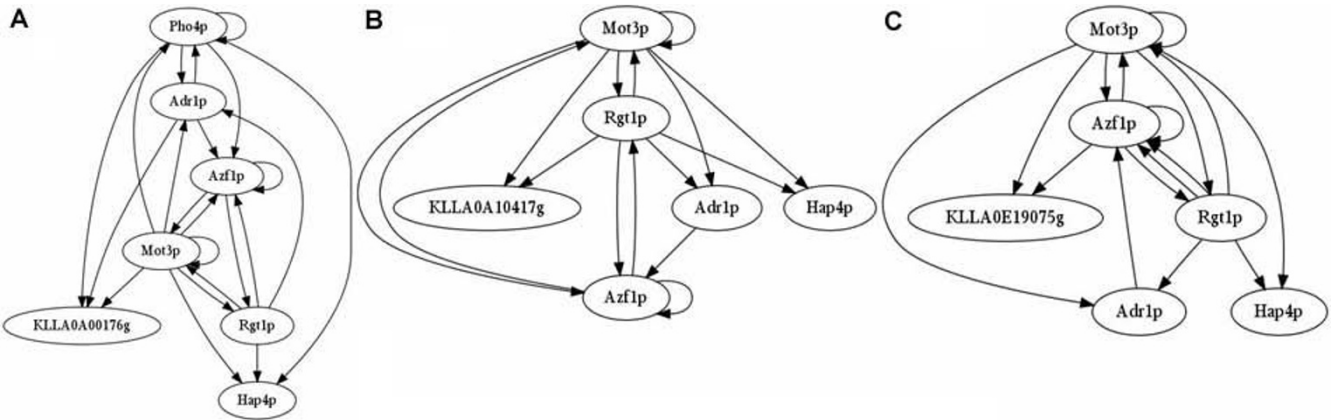 A
Pho4p
Adr1p
Azf1p
Mot3p
KLLA0A00176g
Rgt1p
Hap4p
B
Mot3p
Rgt1p
KLLA0A10417g
Adr1p
Hap4p
Azf1p
C
Mot3p
Azf1p
KLLA0E19075g
Rgt1p
Adr1p
Hap4p